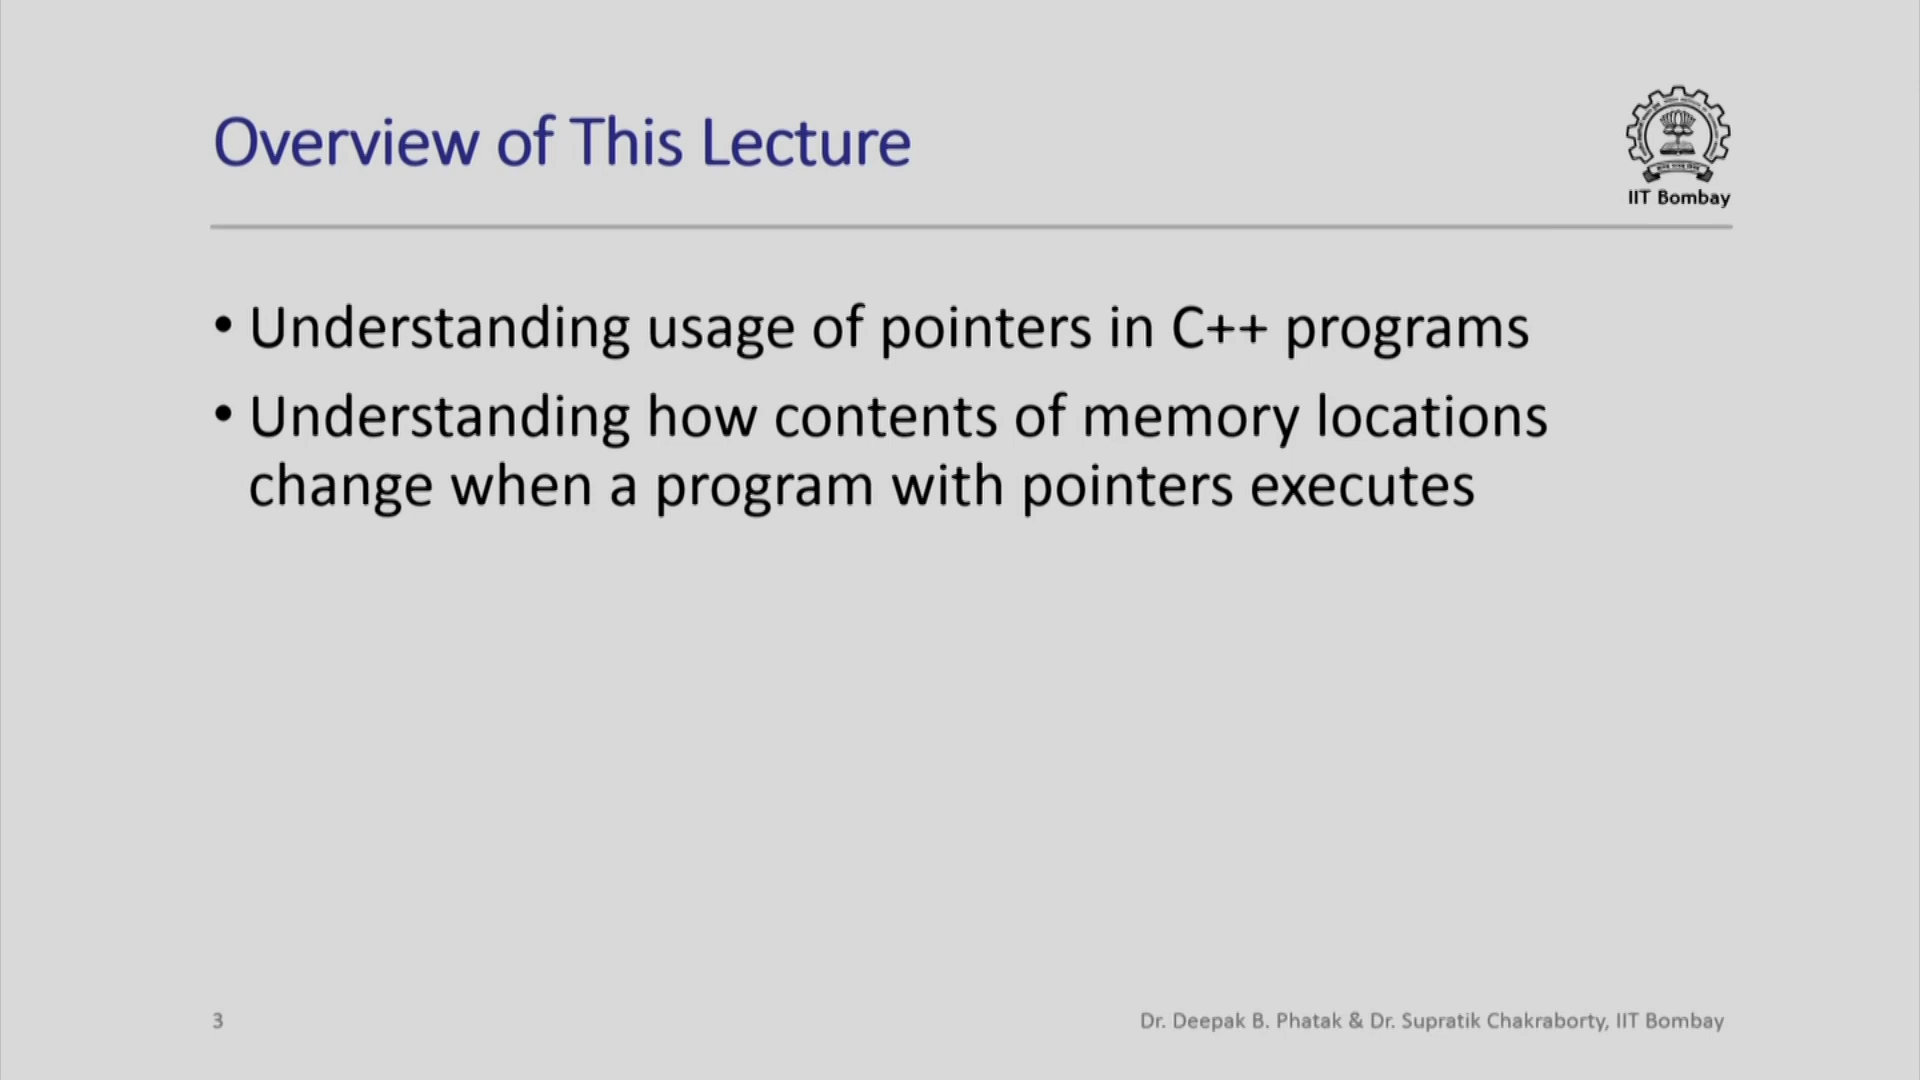 Overview of This Lecture
IIT Bombay
• Understanding usage of pointers in C++ programs
• Understanding how contents of memory locations
change when a program with pointers executes
3
Dr. Deepak B. Phatak & Dr. Supratik Chakraborty, IIT Bombay